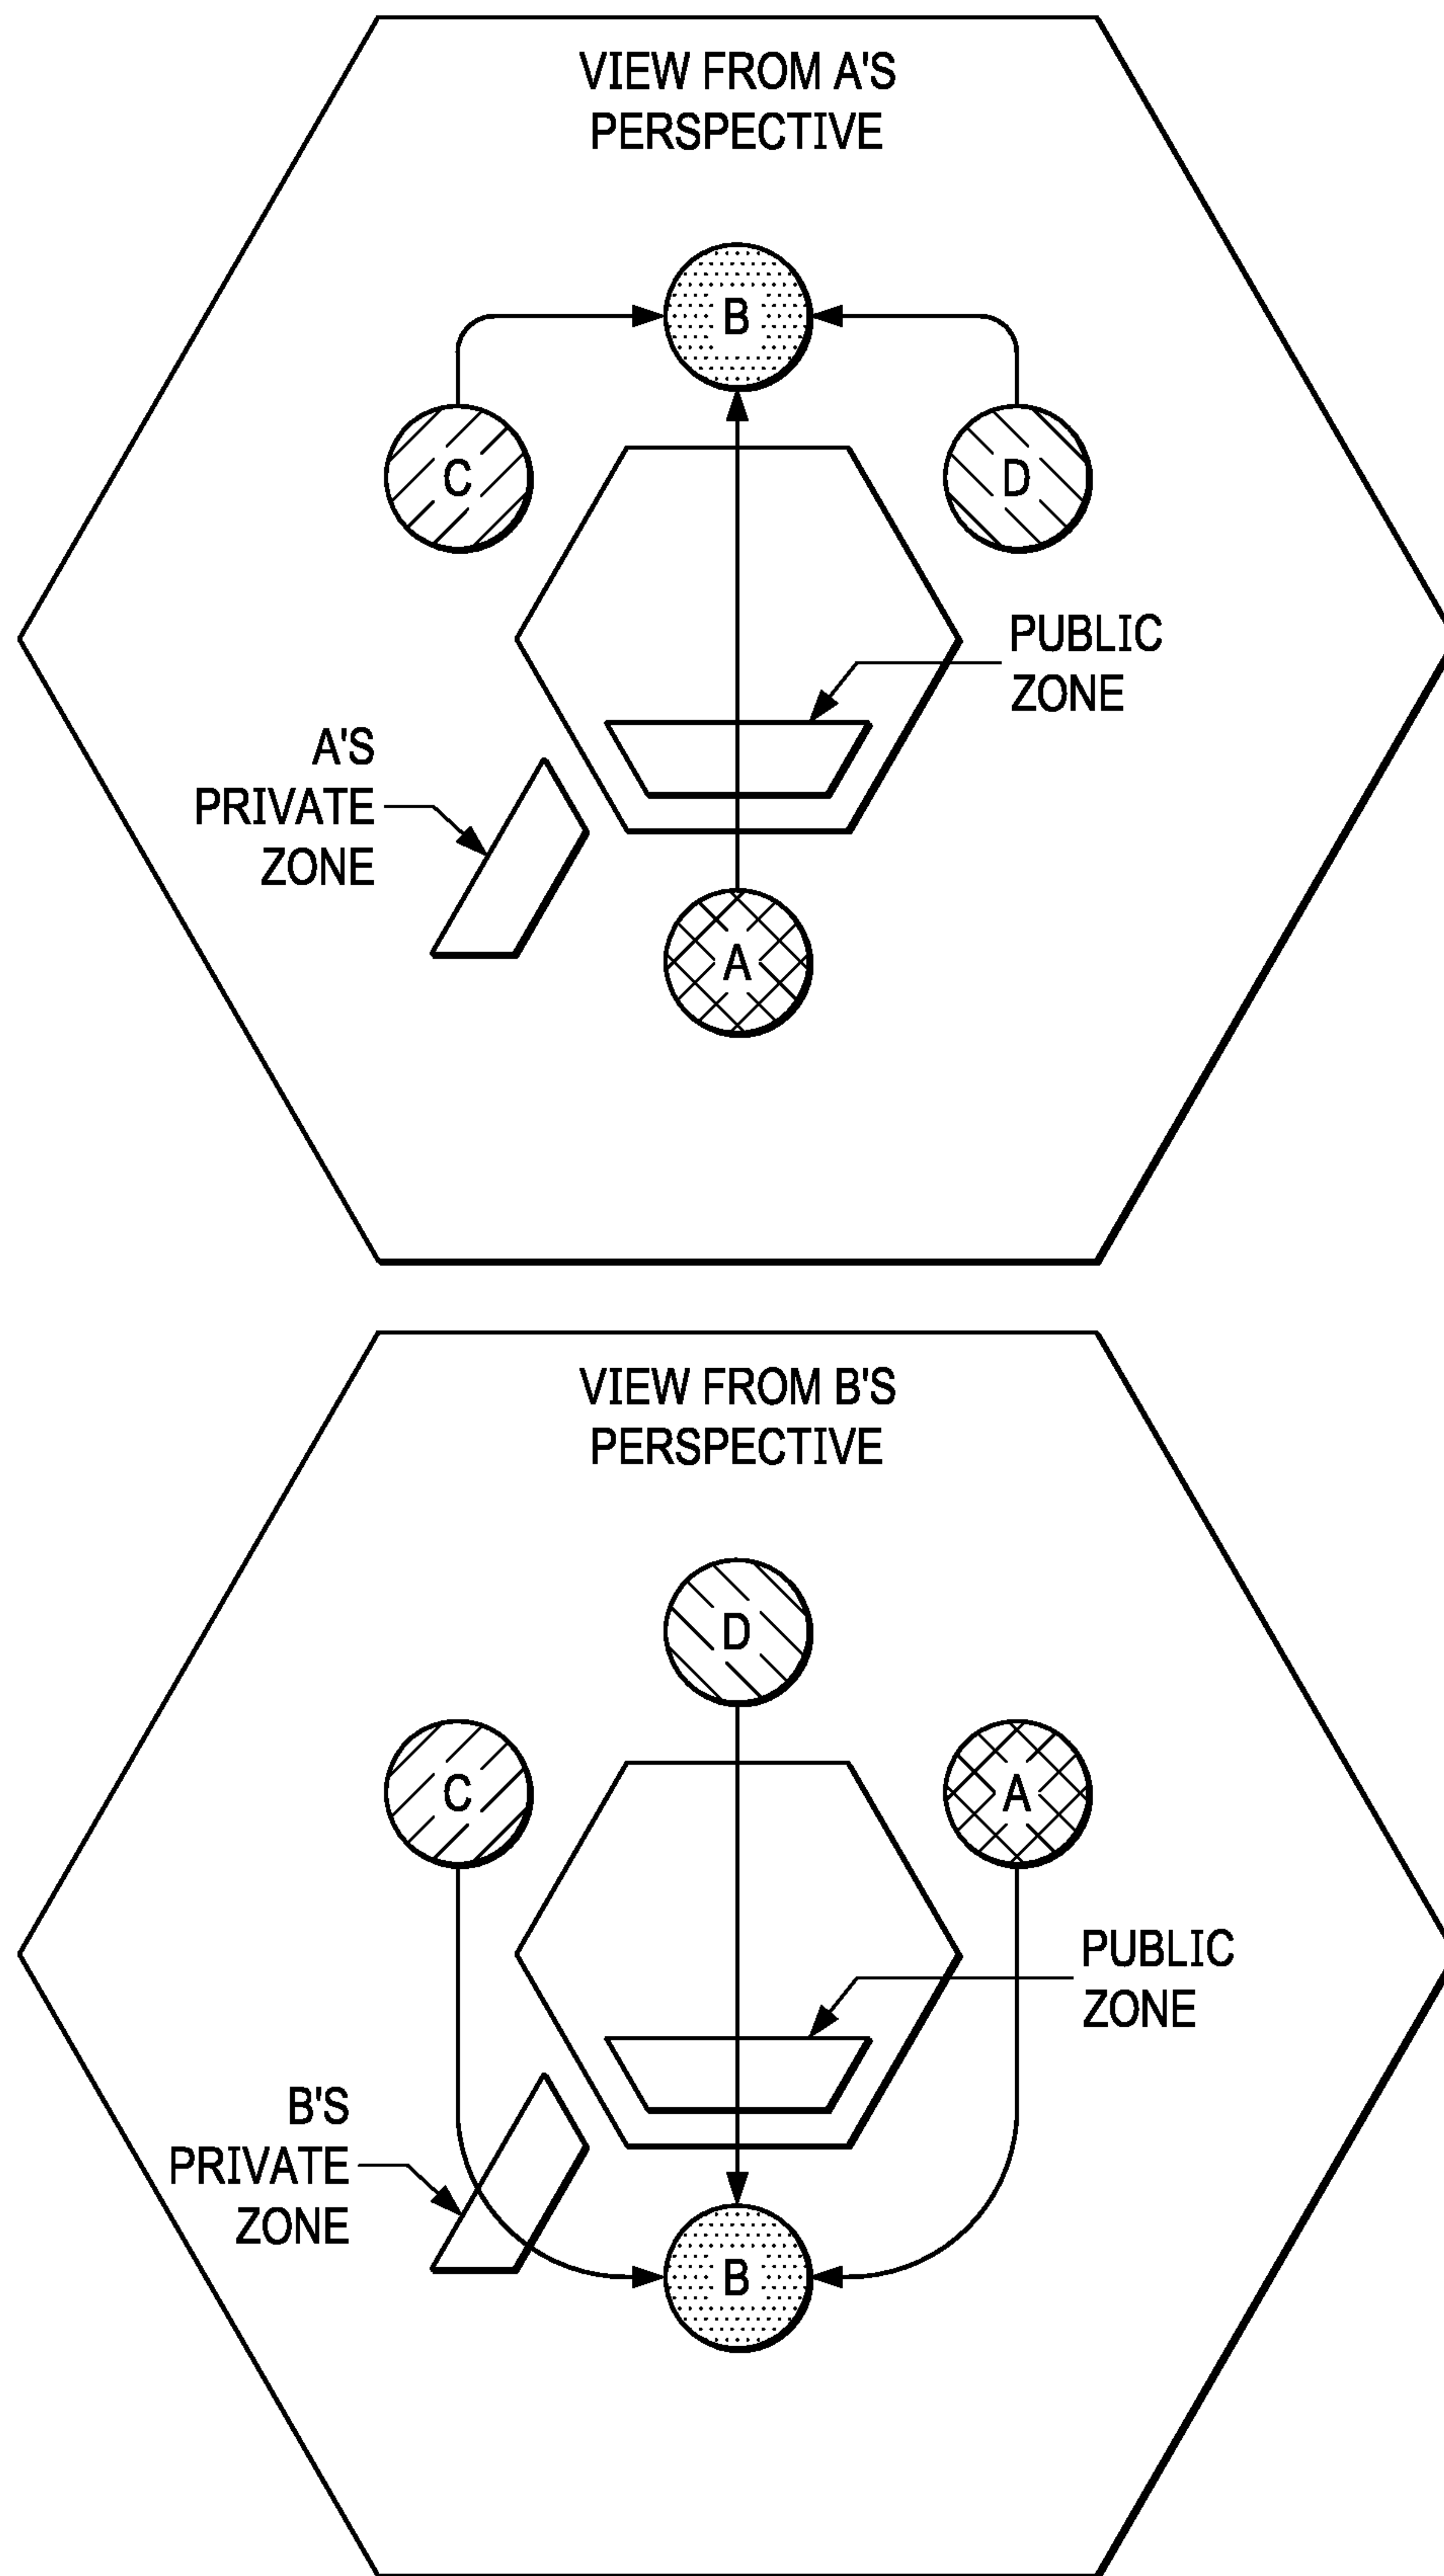 VIEW FROM A'S
PERSPECTIVE
B
C
D
PUBLIC
ZONE
A'S
PRIVATE
ZONE
A
VIEW FROM B'S
PERSPECTIVE
D
C
A
PUBLIC
ZONE
B'S
PRIVATE
ZONE
B